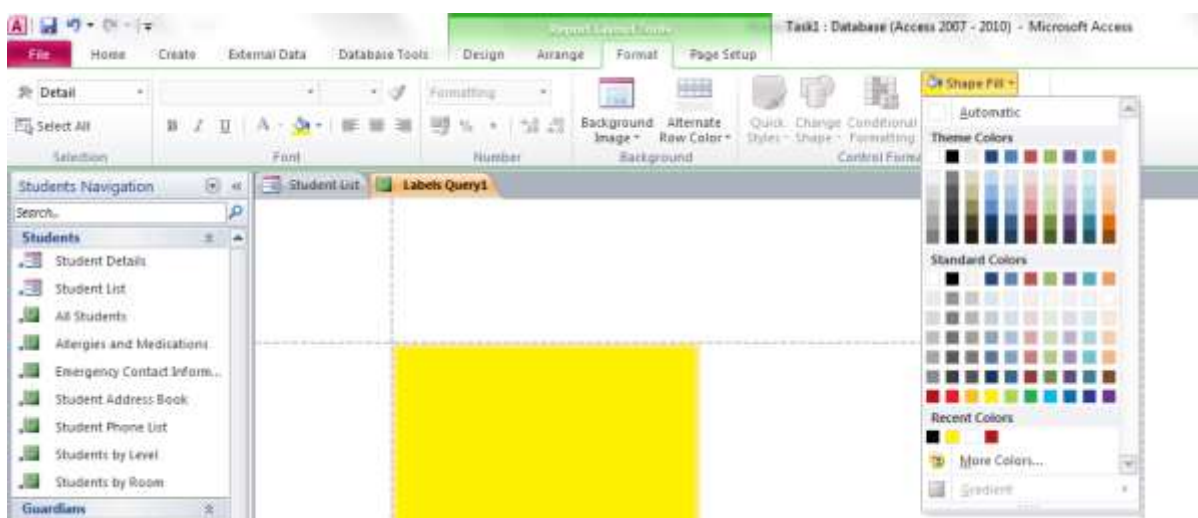 A
Report Layout Tools
Task1 : Database (Access 2007 - 2010) - Microsoft Access
File Home Create External Data Database Tools Design Arrange Format Page Setup
Detail
Formatting
Shape Fill
Select All
B I U A
%
Background Image
Alternate Row Color
Quick Styles
Change Shape
Conditional Formatting
Selection Font Number Background
Automatic
Theme Colors
Standard Colors
Recent Colors
More Colors...
Gradient
Students Navigation
Student List
Labels Query1
Search..
Students
Student Details
Student List
All Students
Allergies and Medications
Emergency Contact Inform...
Student Address Book
Student Phone List
Students by Level
Students by Room
Guardians